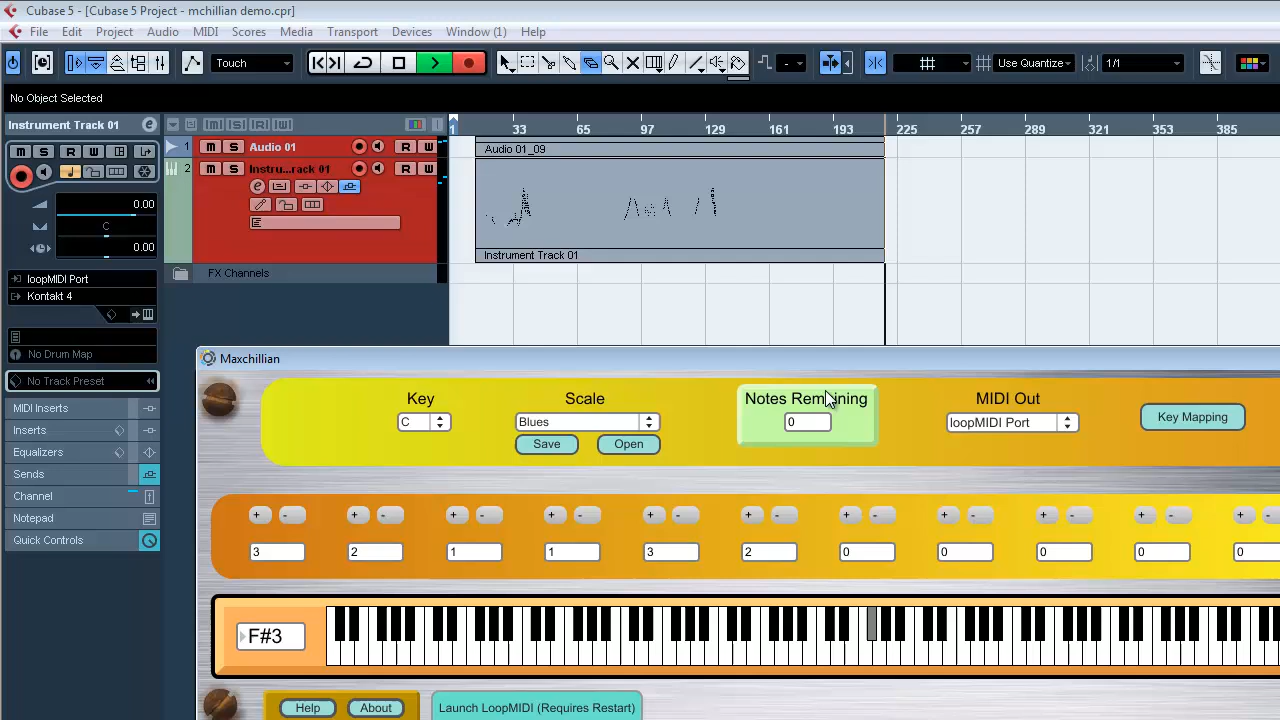 Cubase 5 - [Cubase 5 Project - mchillian demo.cpr]
File Edit Project Audio MIDI Scores Media Transport Devices Window (1) Help
Touch - Use Quantize 1/1
No Object Selected
Instrument Track 01 e [M] [S] [R] [W] 1 33 65 97 129 161 193 225 257 289 321 353 385
M S R W 1 M S Audio 01 R W Audio 01_09
2 M S Instru...rack 01 R W
0.00
C
0.00
Instrument Track 01
FX Channels
loopMIDI Port
Kontakt 4
No Drum Map
No Track Preset
Maxchillian
MIDI Inserts
Inserts
Equalizers
Sends
Channel
Notepad
Quick Controls
Key Scale Notes Remaining MIDI Out
C Blues 0 loopMIDI Port Key Mapping
Save Open
+ - + - + - + - + - + - + - + - + - + - +
3 2 1 1 3 2 0 0 0 0 0
F#3
Help About Launch LoopMIDI (Requires Restart)